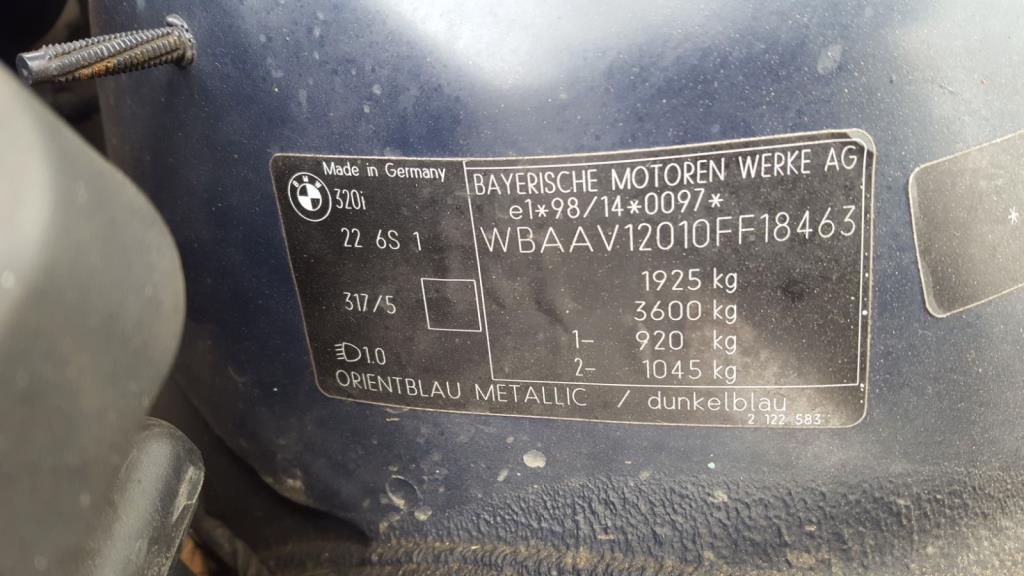 Made in Germany
320i
22 6S 1
317/5
1.0
BAYERISCHE MOTOREN WERKE AG
e1*98/14*0097*
WBAAV12010FF18463
1925 kg
3600 kg
1- 920 kg
2- 1045 kg
ORIENTBLAU METALLIC / dunkelblau
2 122 583
*